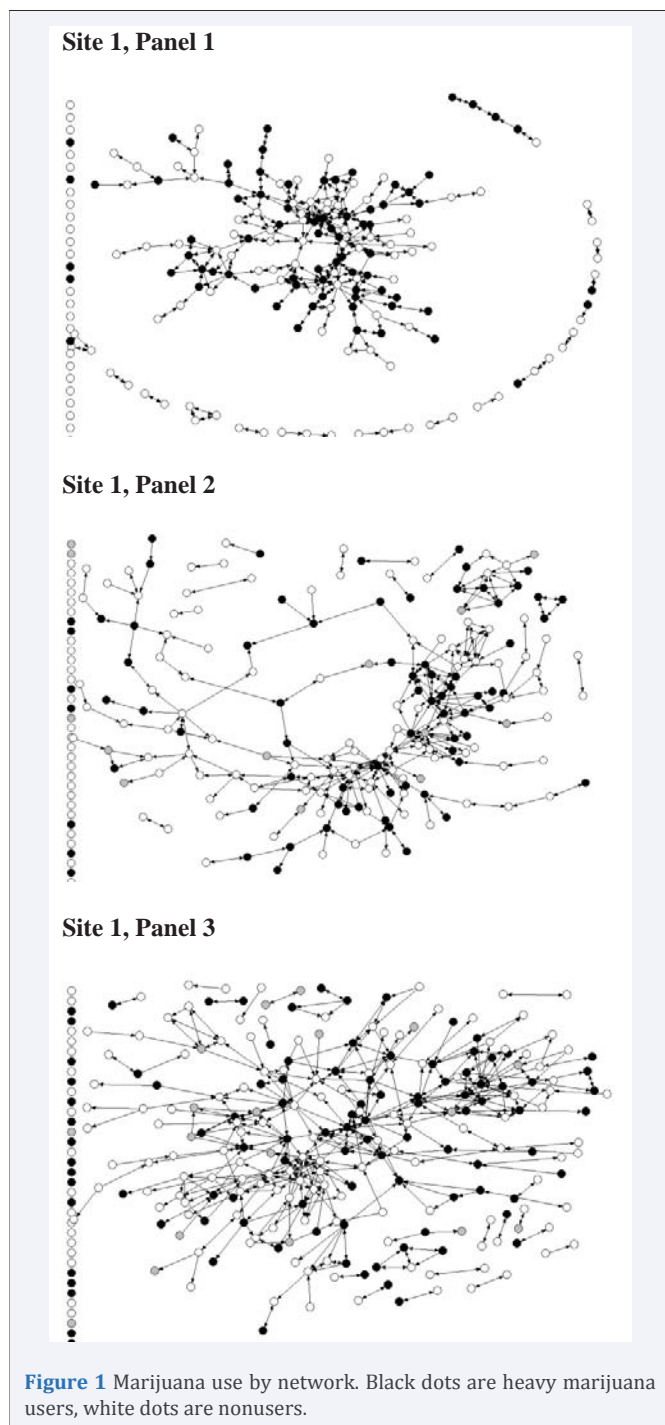 Site 1, Panel 1
Site 1, Panel 2
Site 1, Panel 3
Figure 1 Marijuana use by network. Black dots are heavy marijuana
users, white dots are nonusers.